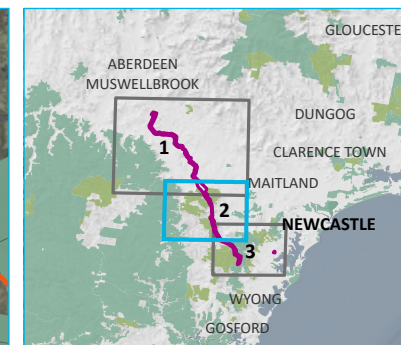 GLOUCESTE
ABERDEEN
MUSWELLBROOK
DUNGOG
1
CLARENCE TOWN
MAITLAND
2
NEWCASTLE
3
WYONG
GOSFORD